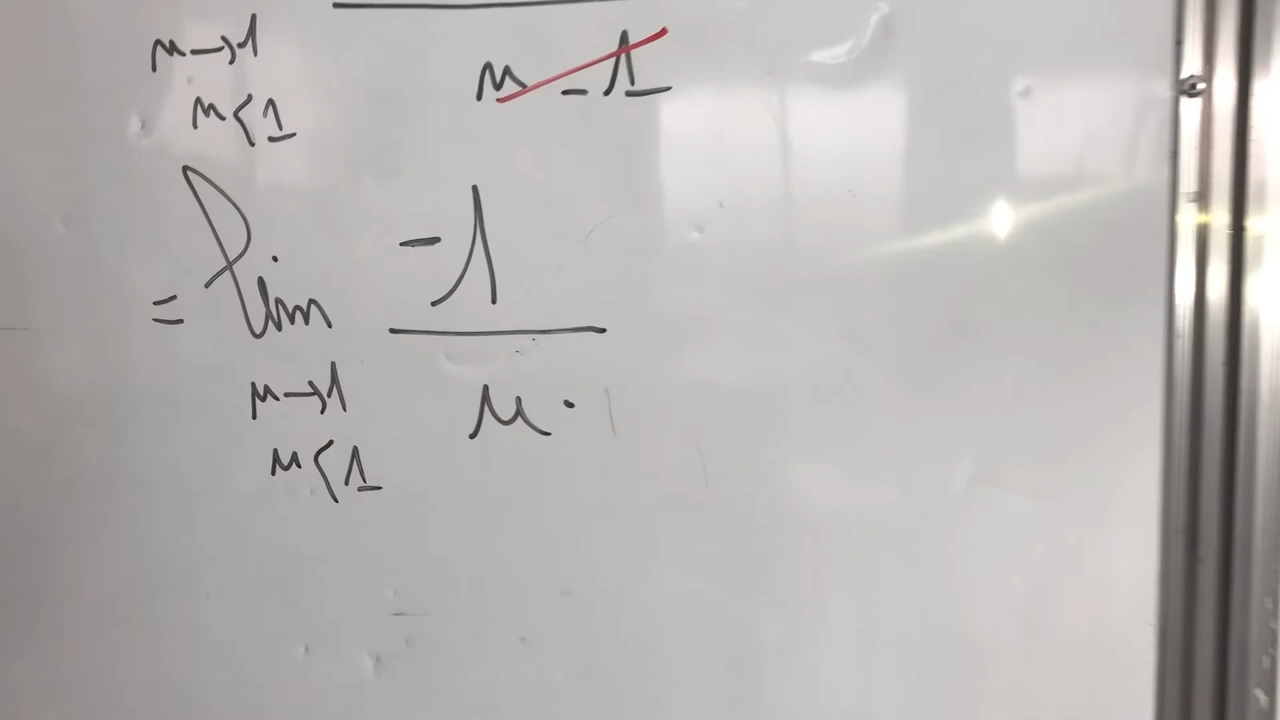 x→1
x<1
x-1
= lim -1
x→1
x<1
x.